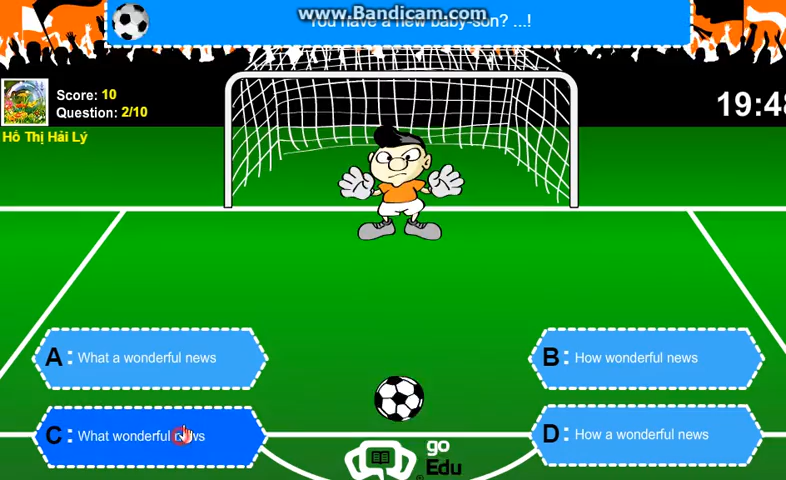 www.Bandicam.com
You have a new baby-son? ...!
Score: 10
Question: 2/10
19:48
Hồ Thị Hải Lý
A : What a wonderful news
B : How wonderful news
C : What wonderful news
D : How a wonderful news
go
Edu